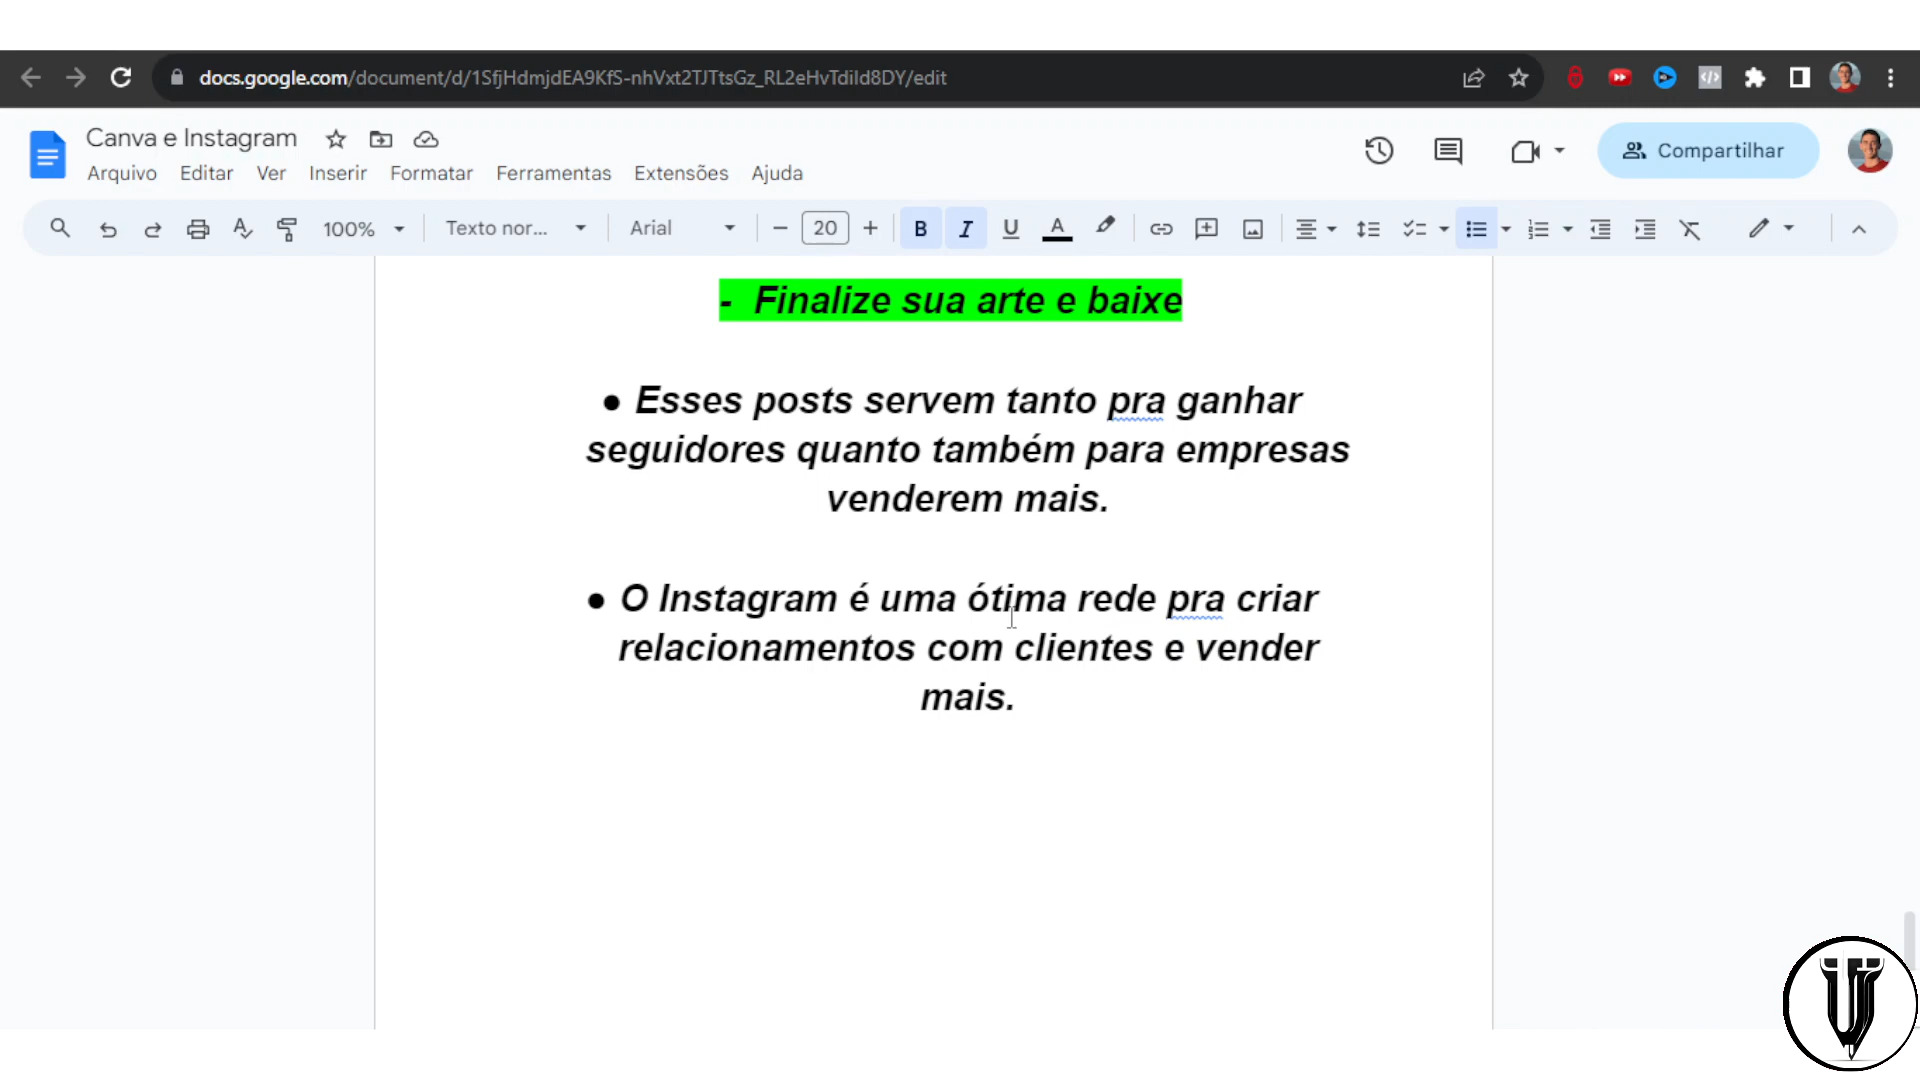 docs.google.com/document/d/1SfjHdmjdEA9KfS-nhVxt2TJTtsGz_RL2eHvTdiId8DY/edit
Canva e Instagram
Arquivo Editar Ver Inserir Formatar Ferramentas Extensões Ajuda
Compartilhar
100% Texto nor... Arial 20
- Finalize sua arte e baixe
● Esses posts servem tanto pra ganhar
seguidores quanto também para empresas
venderem mais.
● O Instagram é uma ótima rede pra criar
relacionamentos com clientes e vender
mais.